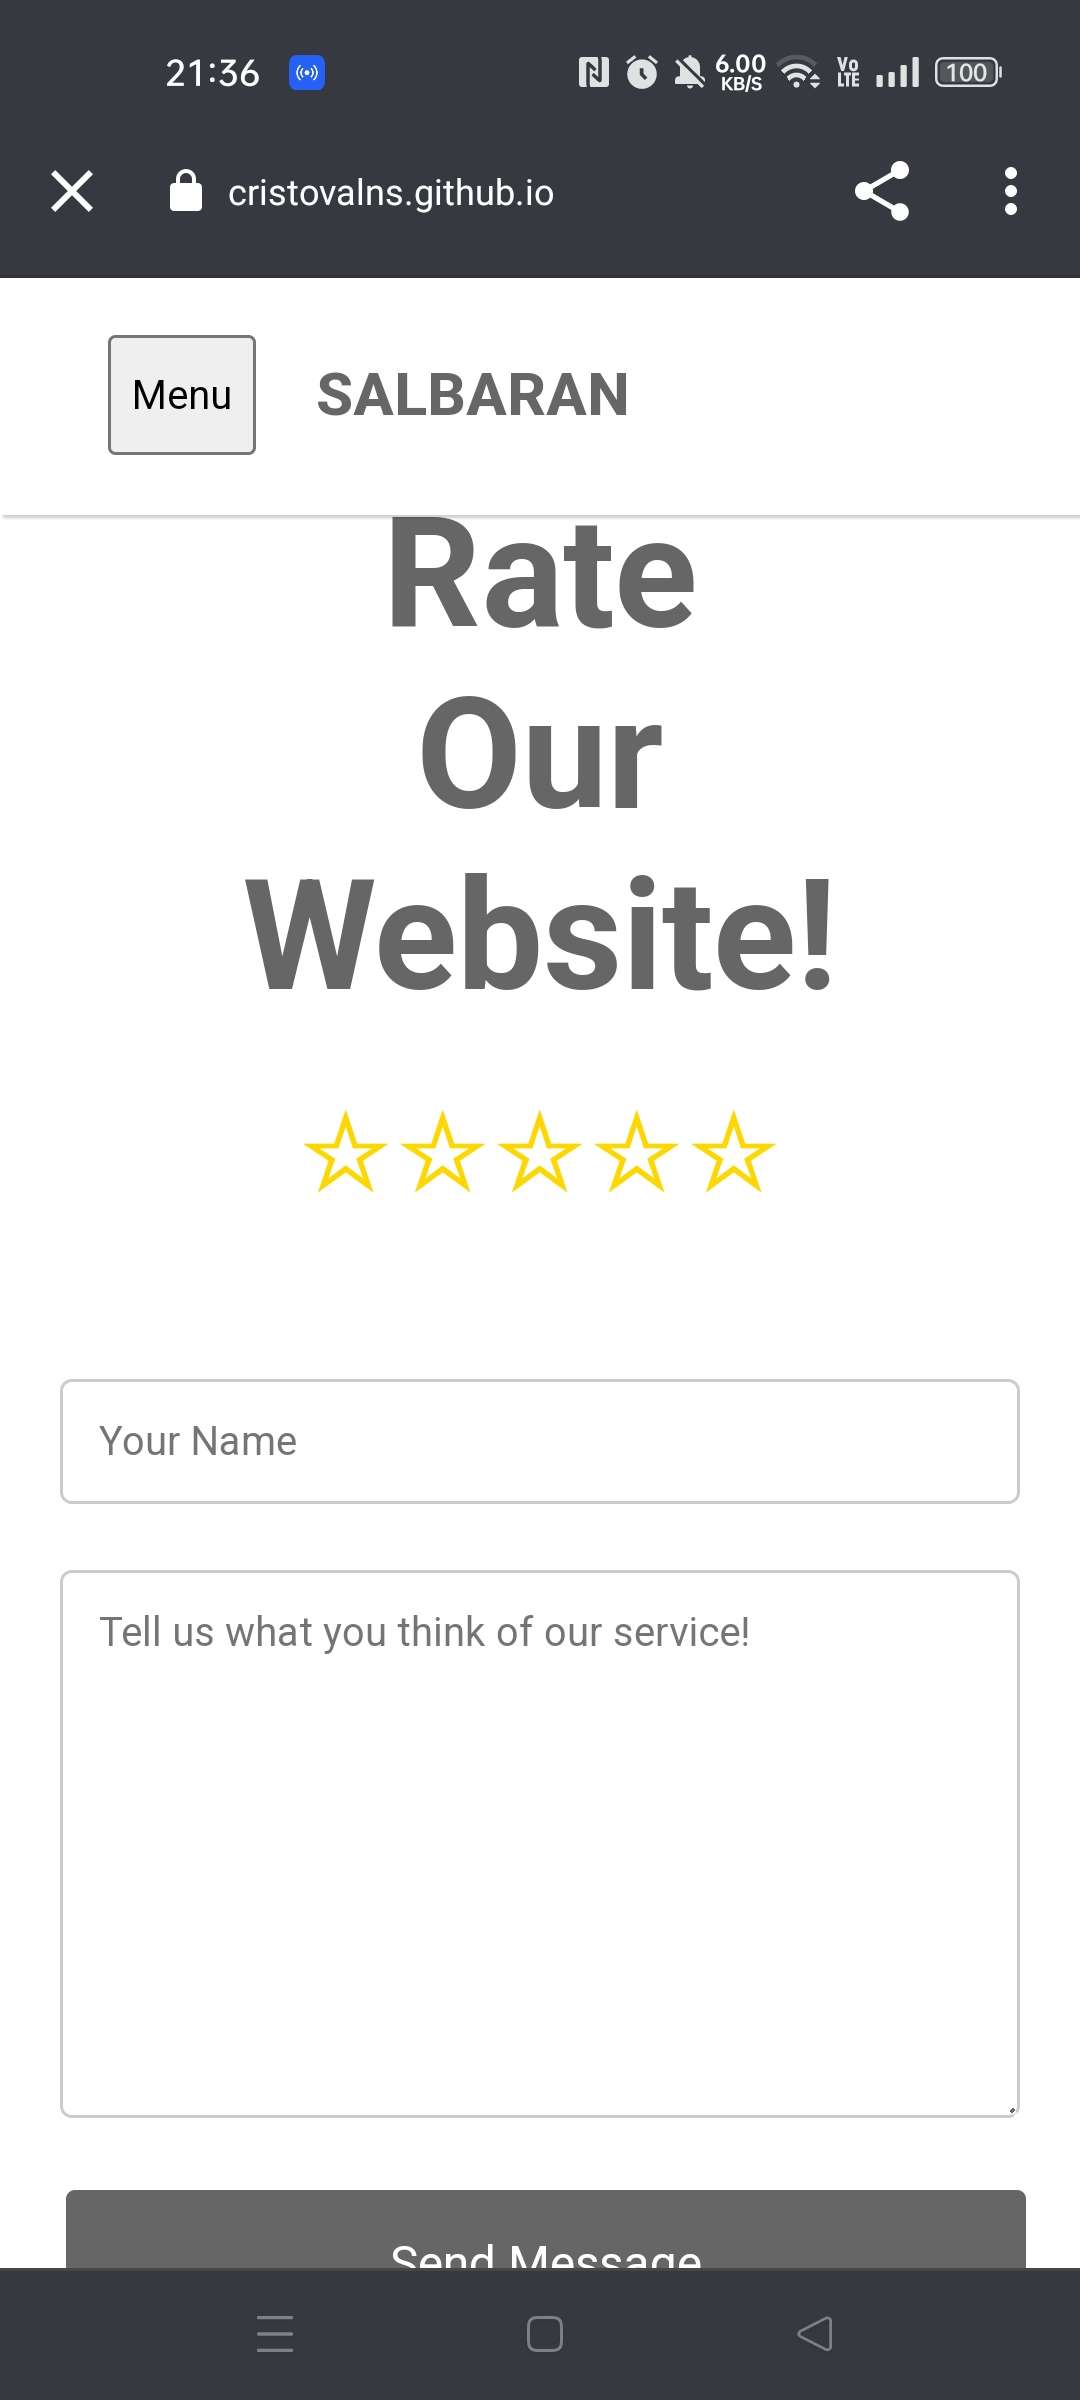 21:36
6.00 KB/S
Vo LTE
100
cristovalns.github.io
Menu
SALBARAN
Rate
Our
Website!
Your Name
Tell us what you think of our service!
Send Message